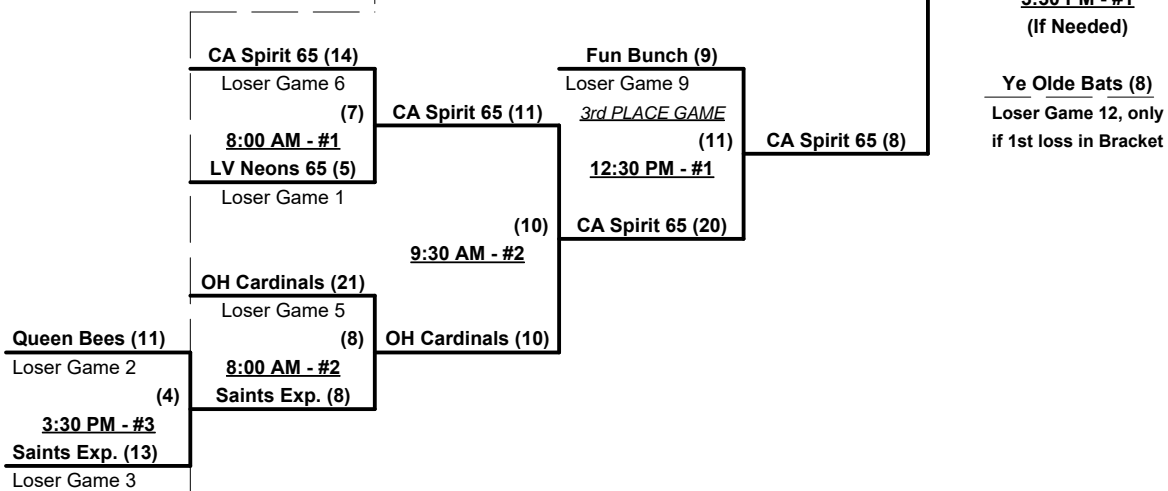 5:30 PM - #1
(If Needed)
CA Spirit 65 (14)
Fun Bunch (9)
Loser Game 6
Loser Game 9
Ye Olde Bats (8)
(7)
CA Spirit 65 (11)
3rd PLACE GAME
Loser Game 12, only
8:00 AM - #1
(11)
CA Spirit 65 (8)
if 1st loss in Bracket
LV Neons 65 (5)
12:30 PM - #1
Loser Game 1
(10)
CA Spirit 65 (20)
9:30 AM - #2
OH Cardinals (21)
Loser Game 5
Queen Bees (11)
(8)
OH Cardinals (10)
Loser Game 2
8:00 AM - #2
(4)
Saints Exp. (8)
3:30 PM - #3
Saints Exp. (13)
Loser Game 3